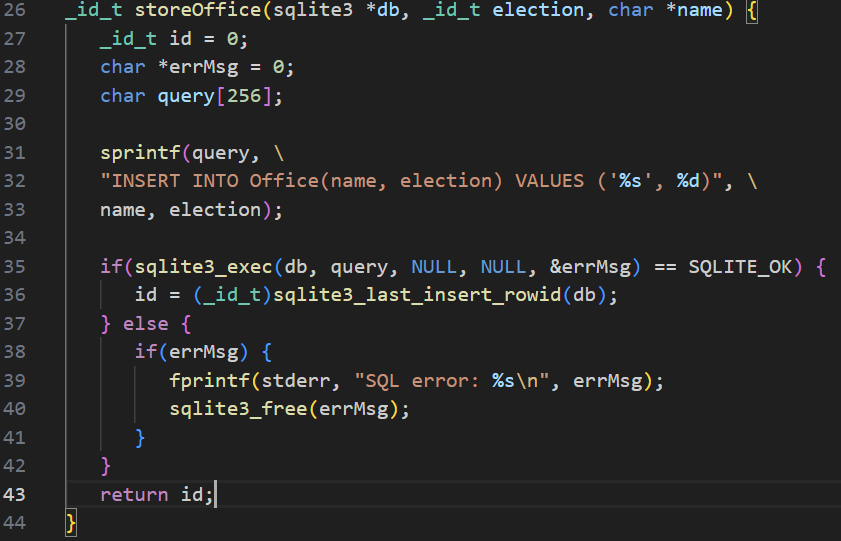 26 _id_t storeOffice(sqlite3 *db, _id_t election, char *name) {
27    _id_t id = 0;
28    char *errMsg = 0;
29    char query[256];
30
31    sprintf(query, \
32    "INSERT INTO Office(name, election) VALUES ('%s', %d)", \
33    name, election);
34
35    if(sqlite3_exec(db, query, NULL, NULL, &errMsg) == SQLITE_OK) {
36       id = (_id_t)sqlite3_last_insert_rowid(db);
37    } else {
38       if(errMsg) {
39          fprintf(stderr, "SQL error: %s\n", errMsg);
40          sqlite3_free(errMsg);
41       }
42    }
43    return id;
44 }